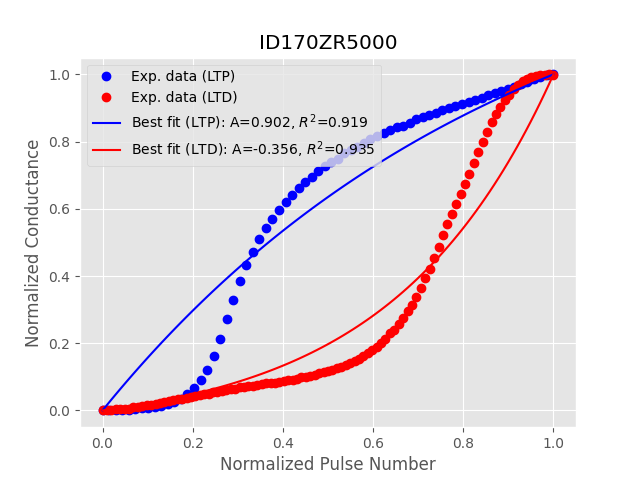 ID170ZR5000
Exp. data (LTP)
Exp. data (LTD)
Best fit (LTP): A=0.902, R²=0.919
Best fit (LTD): A=-0.356, R²=0.935
1.0
0.8
0.6
0.4
0.2
0.0
Normalized Conductance
0.0 0.2 0.4 0.6 0.8 1.0
Normalized Pulse Number